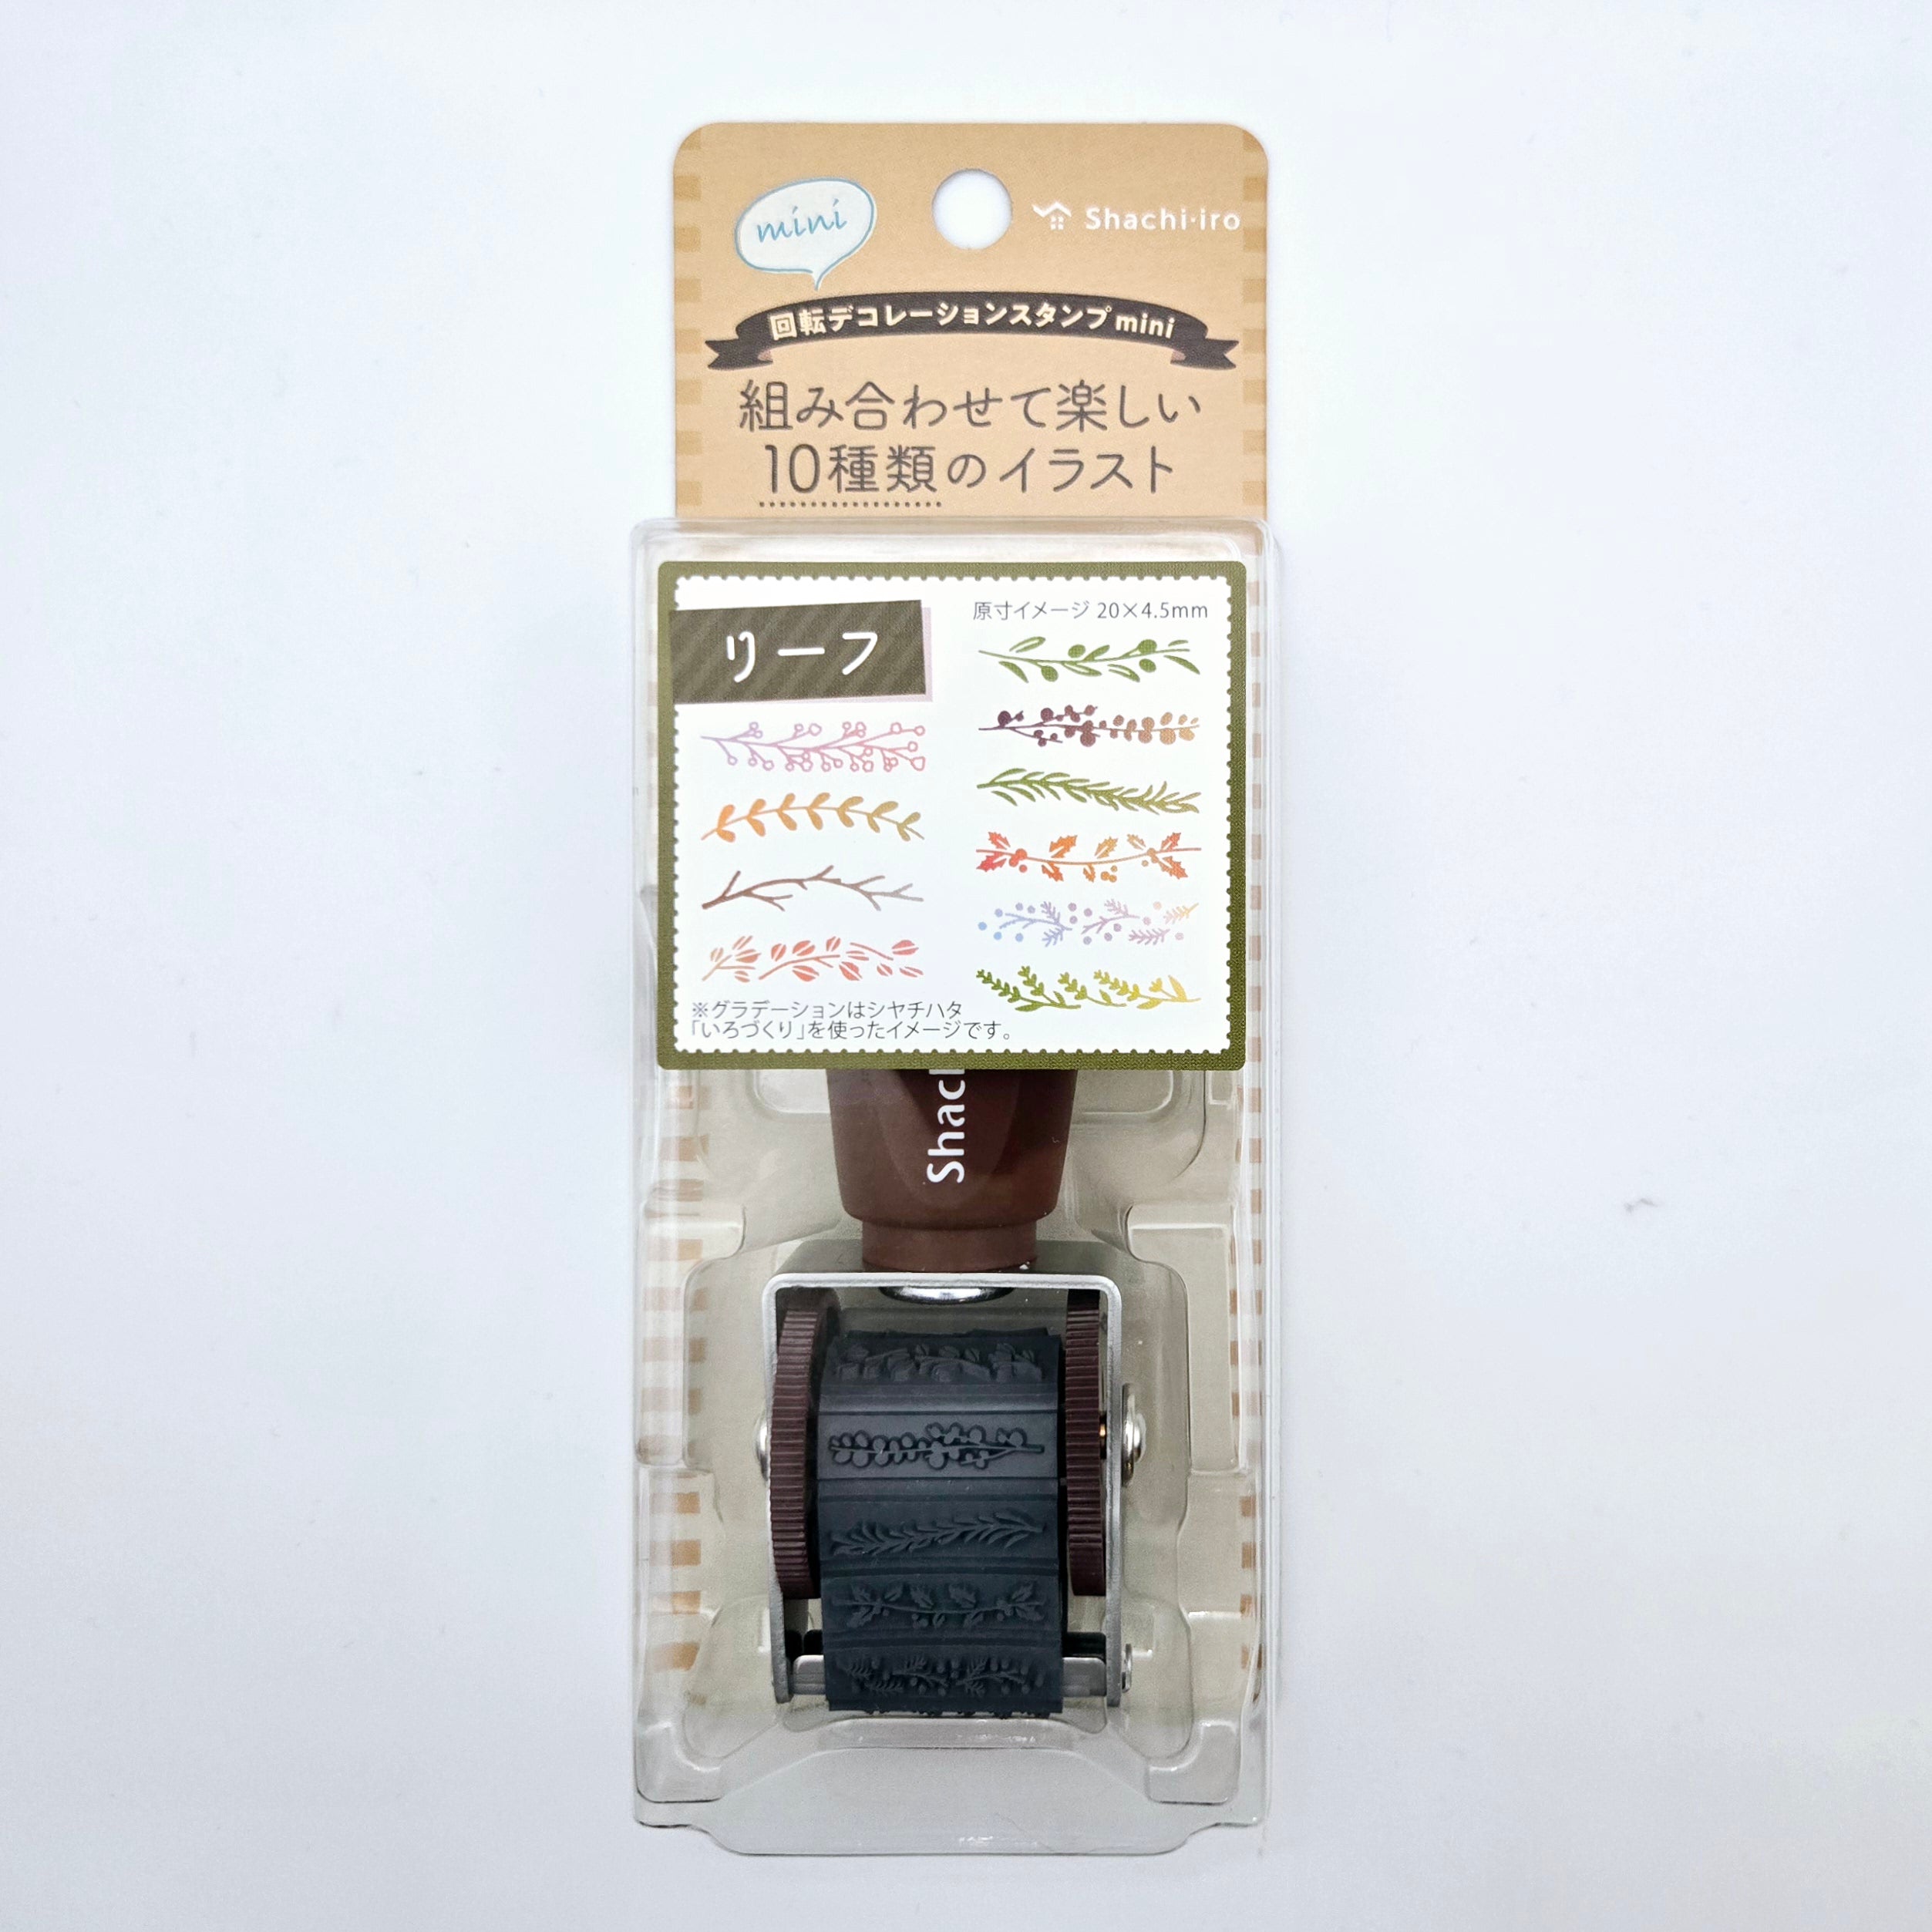 mini
Shachi·iro
回転デコレーションスタンプmini
組み合わせて楽しい
10種類のイラスト
リーフ
原寸イメージ 20×4.5mm
※グラデーションはシヤチハタ
「いろづくり」を使ったイメージです。
Shach